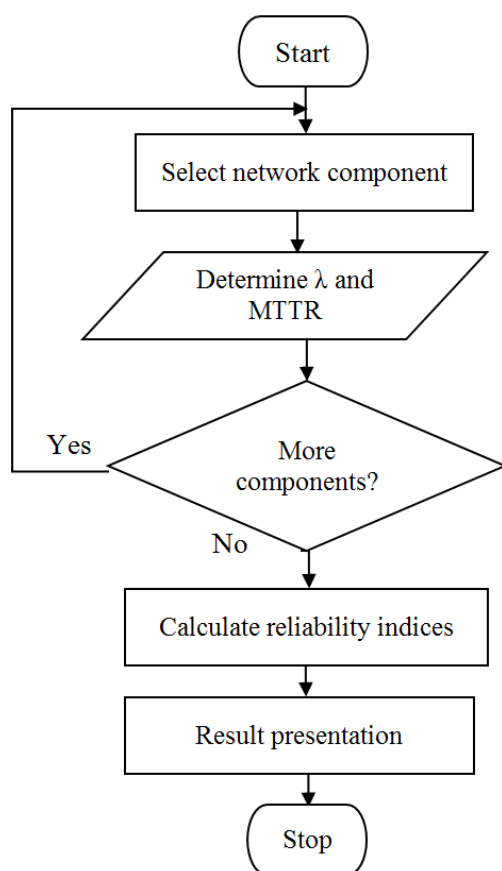 Start
Select network component
Determine λ and
MTTR
Yes
More
components?
No
Calculate reliability indices
Result presentation
Stop